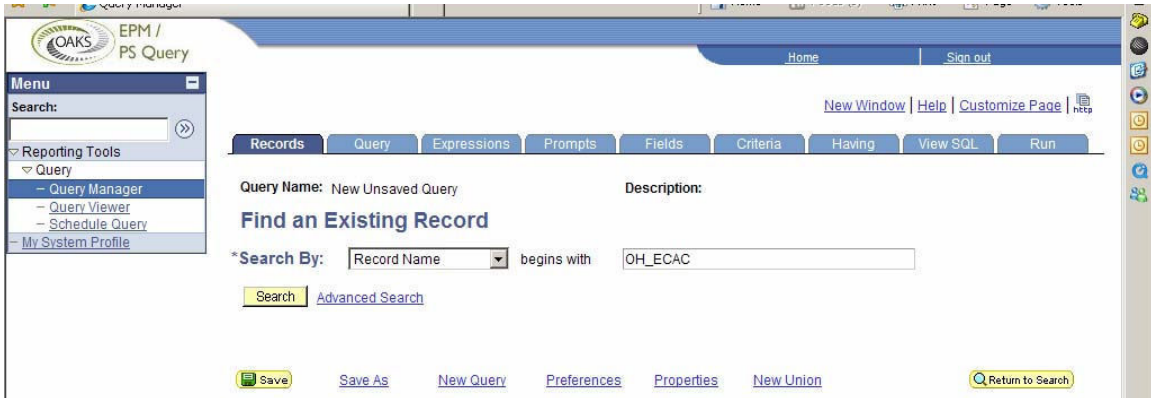 Query Manager
OAKS EPM /
PS Query
Home Sign out
Menu
Search:
New Window | Help | Customize Page | http
Reporting Tools
Query
Query Manager
Query Viewer
Schedule Query
My System Profile
Records Query Expressions Prompts Fields Criteria Having View SQL Run
Query Name: New Unsaved Query Description:
Find an Existing Record
*Search By: Record Name begins with OH_ECAC
Search Advanced Search
Save Save As New Query Preferences Properties New Union Return to Search